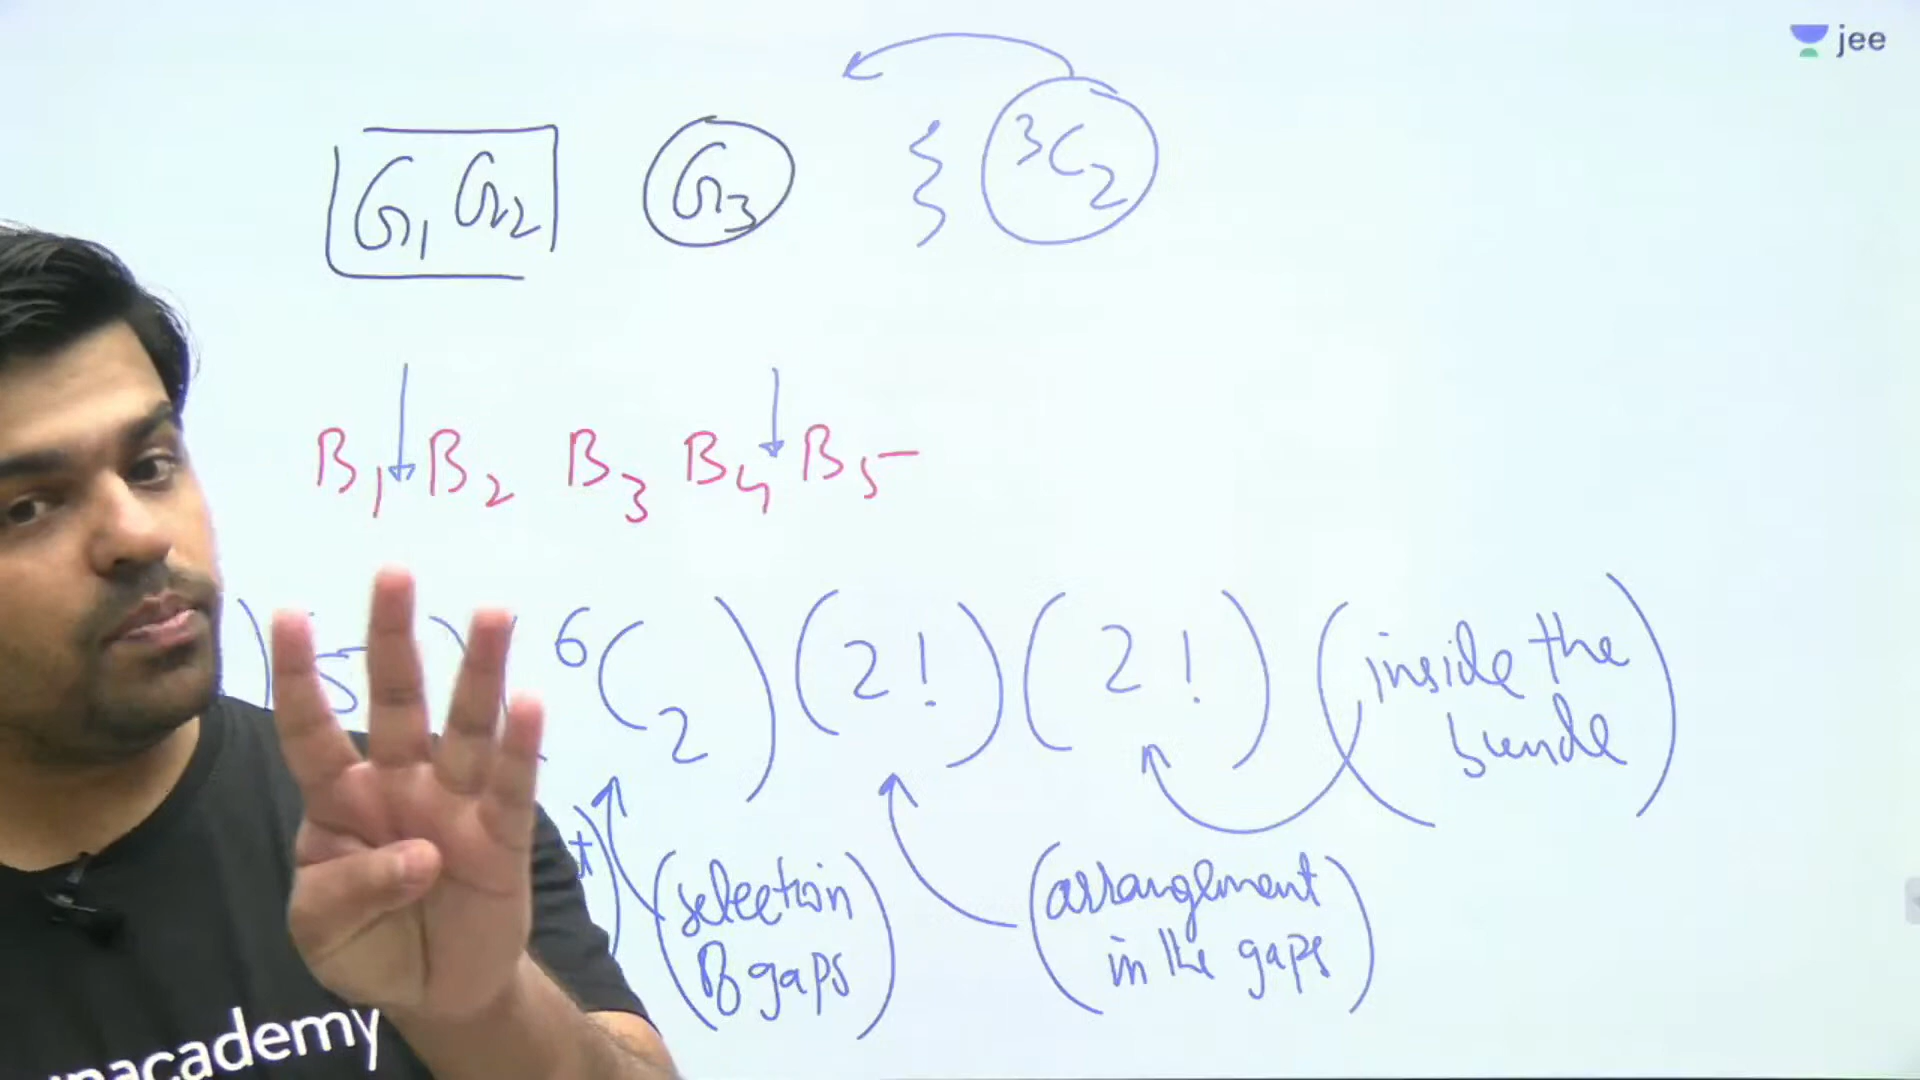 jee
G₁ G₂ G₃ ³C₂
B₁ B₂ B₃ B₄ B₅
) 5 ) ⁶C₂ ) (2!) (2!) (inside the
bundle)
t)
(selection (arrangement
of gaps) in the gaps)
unacademy